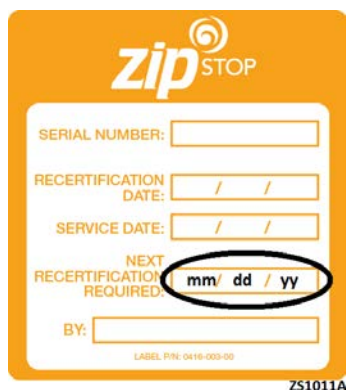 zip STOP
SERIAL NUMBER:
RECERTIFICATION
DATE: / /
SERVICE DATE: / /
NEXT
RECERTIFICATION
REQUIRED: mm/ dd / yy
BY:
LABEL P/N: 0416-003-00
ZS1011A